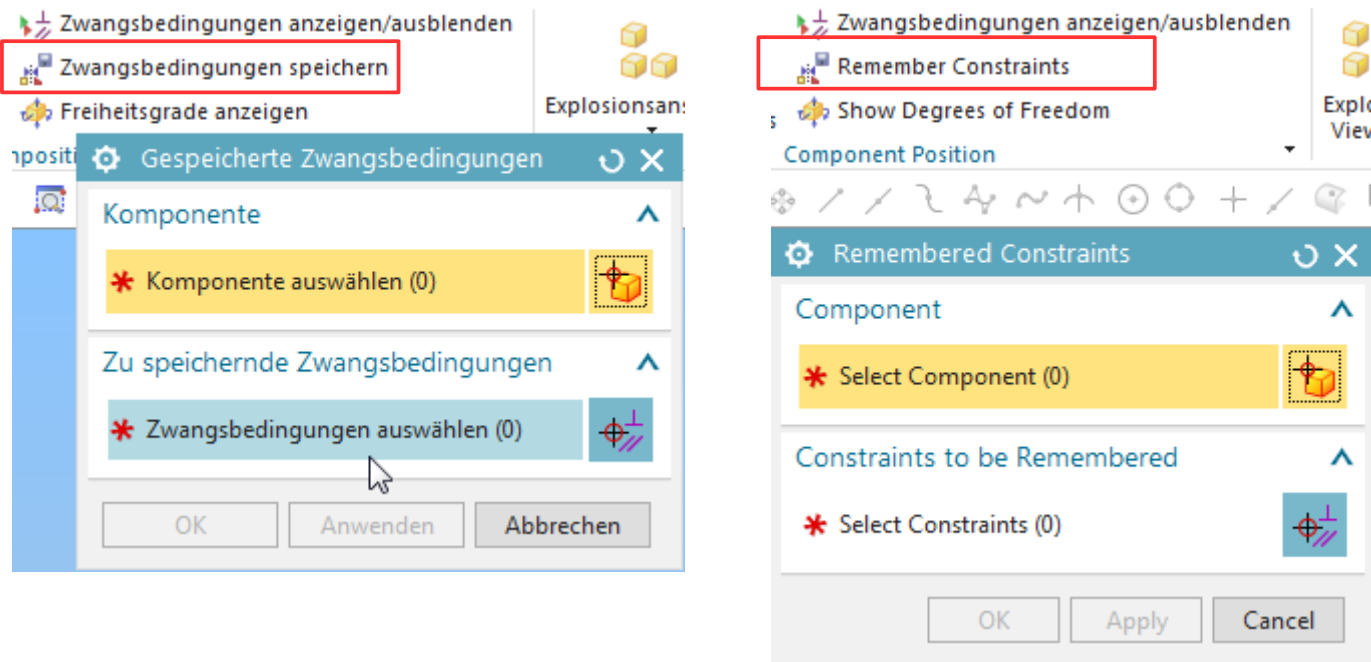 Zwangsbedingungen anzeigen/ausblenden
Zwangsbedingungen speichern
Freiheitsgrade anzeigen
Gespeicherte Zwangsbedingungen
Komponente
* Komponente auswählen (0)
Zu speichernde Zwangsbedingungen
* Zwangsbedingungen auswählen (0)
OK Anwenden Abbrechen
Zwangsbedingungen anzeigen/ausblenden
Remember Constraints
Show Degrees of Freedom
Component Position
Remembered Constraints
Component
* Select Component (0)
Constraints to be Remembered
* Select Constraints (0)
OK Apply Cancel